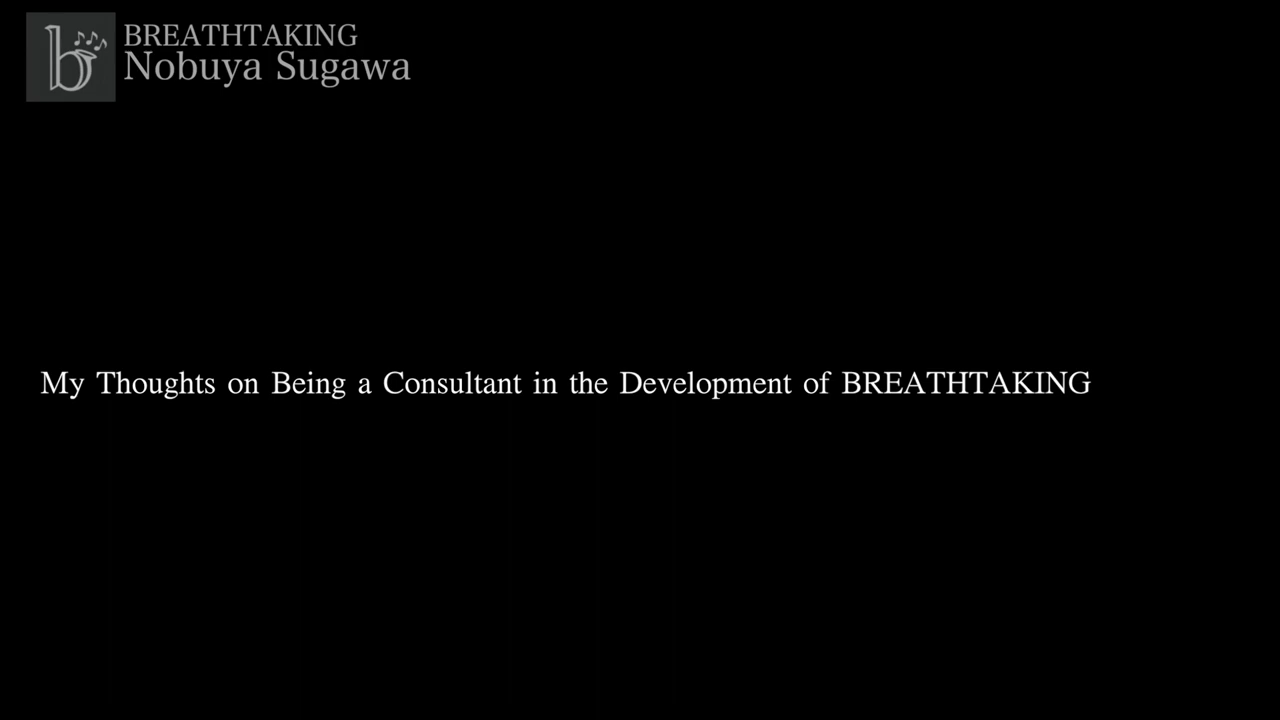 BREATHTAKING
Nobuya Sugawa
My Thoughts on Being a Consultant in the Development of BREATHTAKING